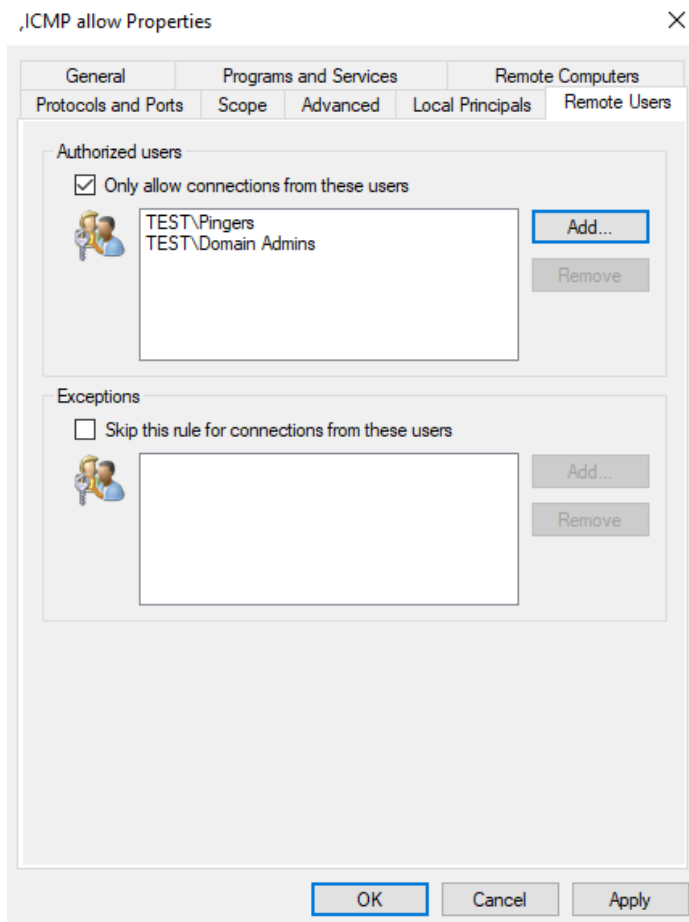 ,ICMP allow Properties
General Programs and Services Remote Computers
Protocols and Ports Scope Advanced Local Principals Remote Users
Authorized users
Only allow connections from these users
TEST\Pingers
TEST\Domain Admins
Add...
Remove
Exceptions
Skip this rule for connections from these users
Add...
Remove
OK Cancel Apply